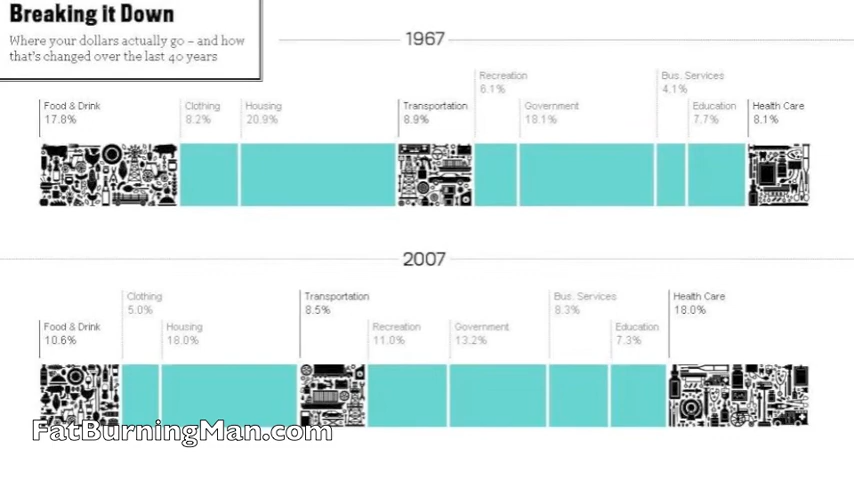 Breaking it Down
Where your dollars actually go – and how
that's changed over the last 40 years
1967
Recreation
6.1%
Bus. Services
4.1%
Food & Drink
17.8%
Clothing
8.2%
Housing
20.9%
Transportation
8.9%
Government
18.1%
Education
7.7%
Health Care
8.1%
2007
Clothing
5.0%
Transportation
8.5%
Bus. Services
8.3%
Health Care
18.0%
Food & Drink
10.6%
Housing
18.0%
Recreation
11.0%
Government
13.2%
Education
7.3%
FatBurningMan.com